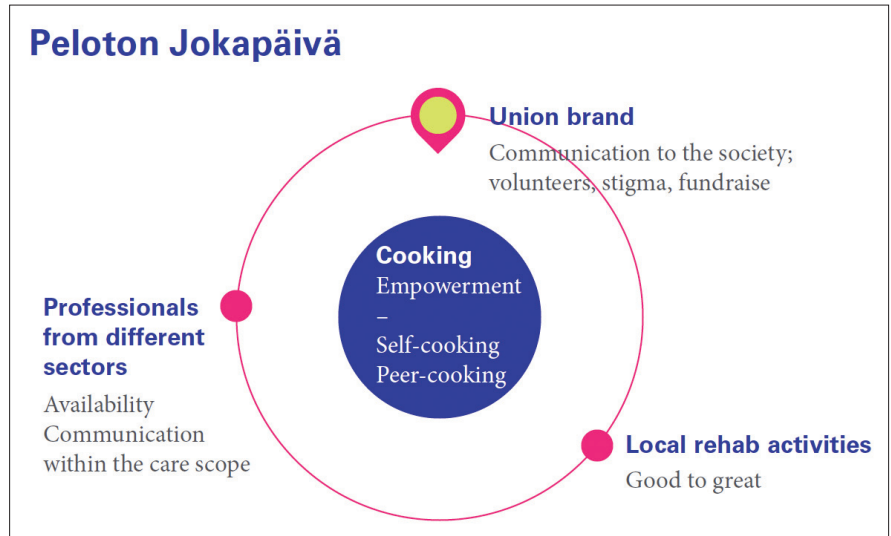 Peloton Jokapäivä
Union brand
Communication to the society;
volunteers, stigma, fundraise
Cooking
Empowerment
–
Self-cooking
Peer-cooking
Professionals
from different
sectors
Availability
Communication
within the care scope
Local rehab activities
Good to great